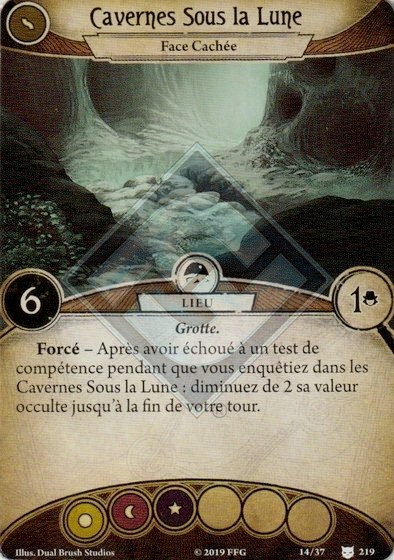 Cavernes Sous la Lune
Face Cachée
6
LIEU
1
Grotte.
Forcé – Après avoir échoué à un test de
compétence pendant que vous enquêtiez dans les
Cavernes Sous la Lune : diminuez de 2 sa valeur
occulte jusqu'à la fin de votre tour.
Illus. Dual Brush Studios
© 2019 FFG
14/37
219